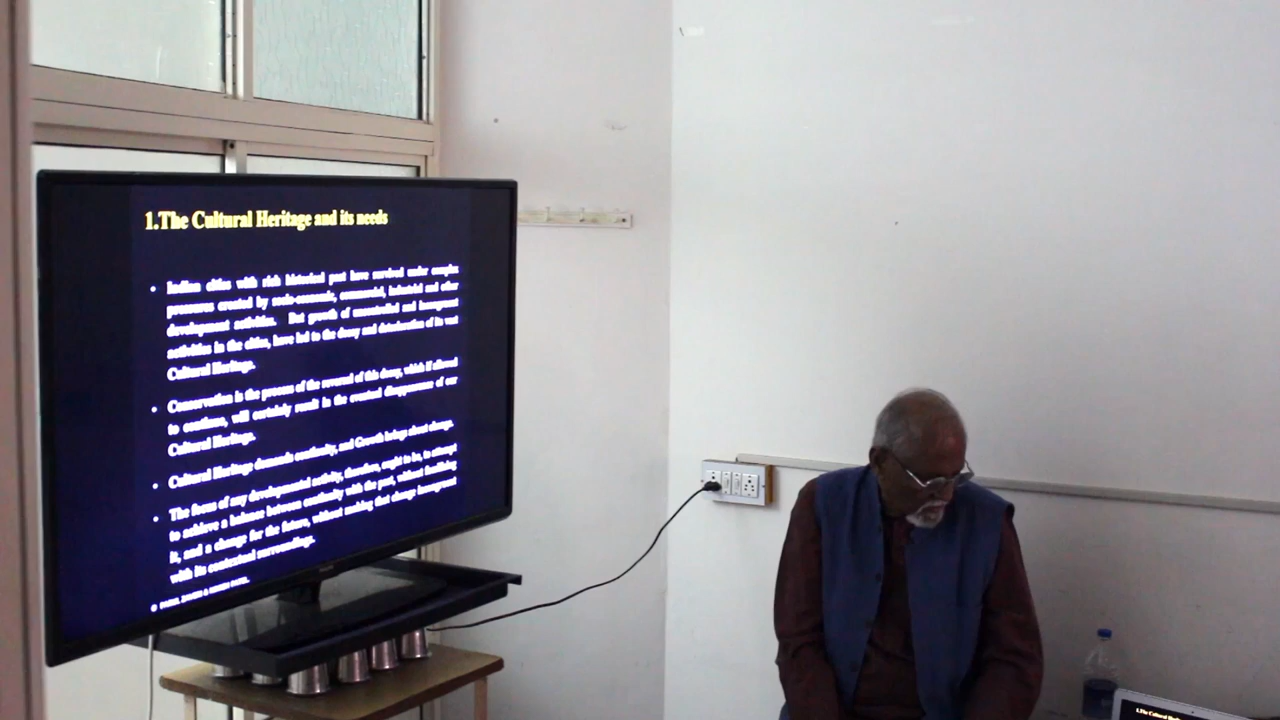 1.The Cultural Heritage and its needs
• Indian cities with rich historical past have survived under complex
pressures created by socio-economic, commercial, industrial and other
development activities. But growth of uncontrolled and incongruent
activities in the cities, have led to the decay and deterioration of its vast
Cultural Heritage.
• Conservation is the process of the reversal of this decay, which if allowed
to continue, will certainly result in the eventual disappearance of our
Cultural Heritage.
• Cultural Heritage demands continuity, and Growth brings about change.
• The focus of any developmental activity, therefore, ought to be, to attempt
to achieve a balance between continuity with the past, without fossilizing
it, and a change for the future, without making that change incongruent
with its contextual surroundings.
©
1.The Cultural